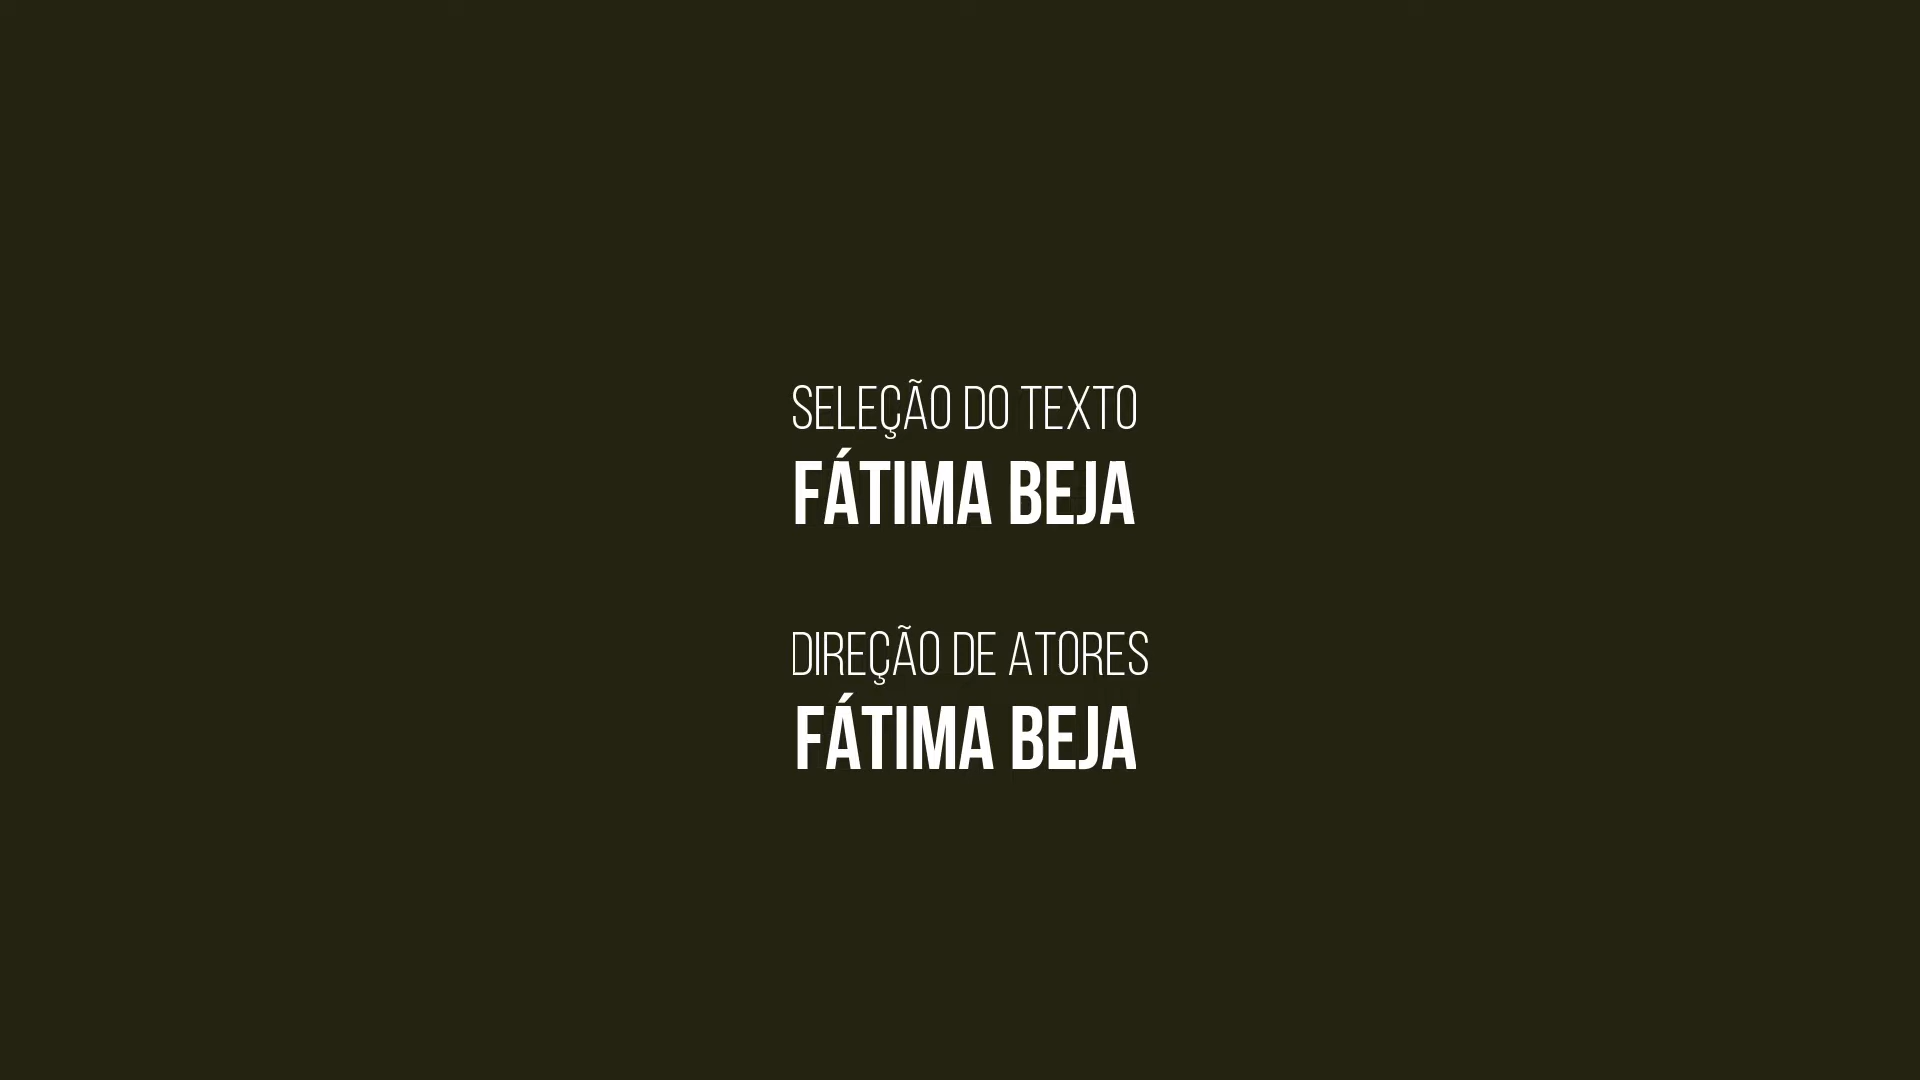 SELEÇÃO DO TEXTO
FÁTIMA BEJA
DIREÇÃO DE ATORES
FÁTIMA BEJA